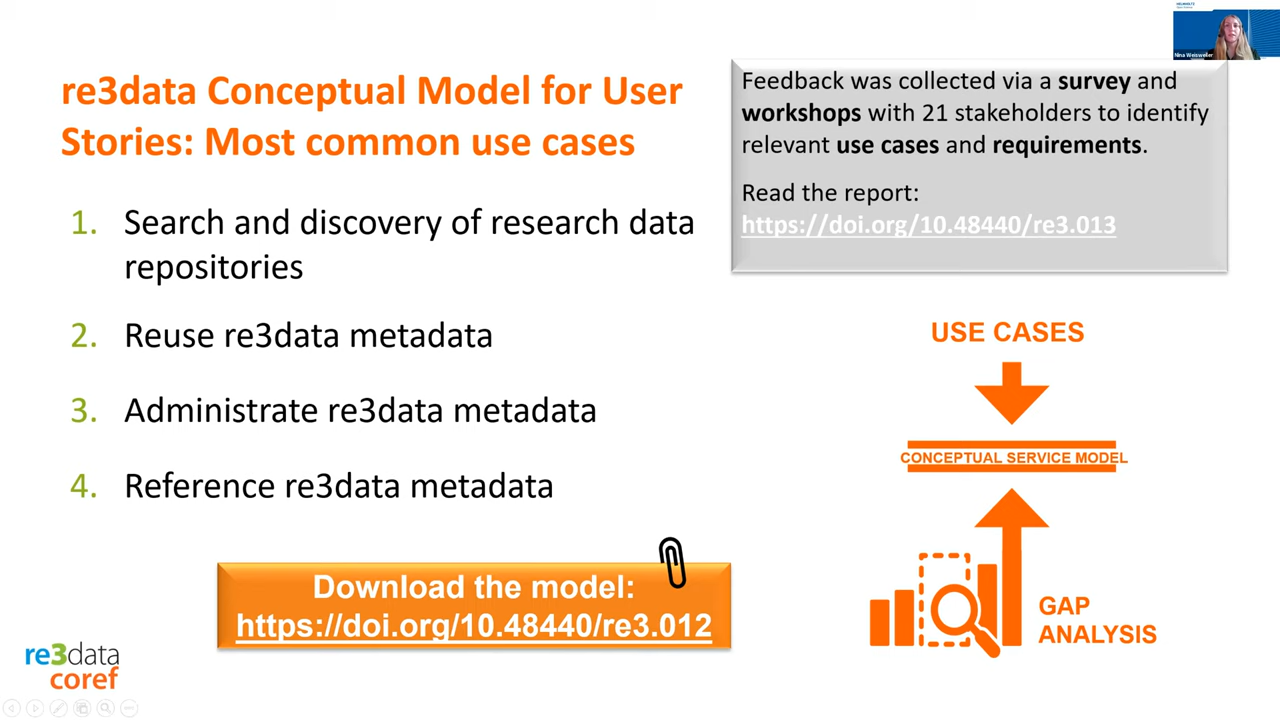 HELMHOLTZ
Nina Weisweiler
re3data Conceptual Model for User
Stories: Most common use cases
1. Search and discovery of research data
repositories
2. Reuse re3data metadata
3. Administrate re3data metadata
4. Reference re3data metadata
Feedback was collected via a survey and
workshops with 21 stakeholders to identify
relevant use cases and requirements.
Read the report:
https://doi.org/10.48440/re3.013
USE CASES
CONCEPTUAL SERVICE MODEL
GAP
ANALYSIS
Download the model:
https://doi.org/10.48440/re3.012
re3data
coref